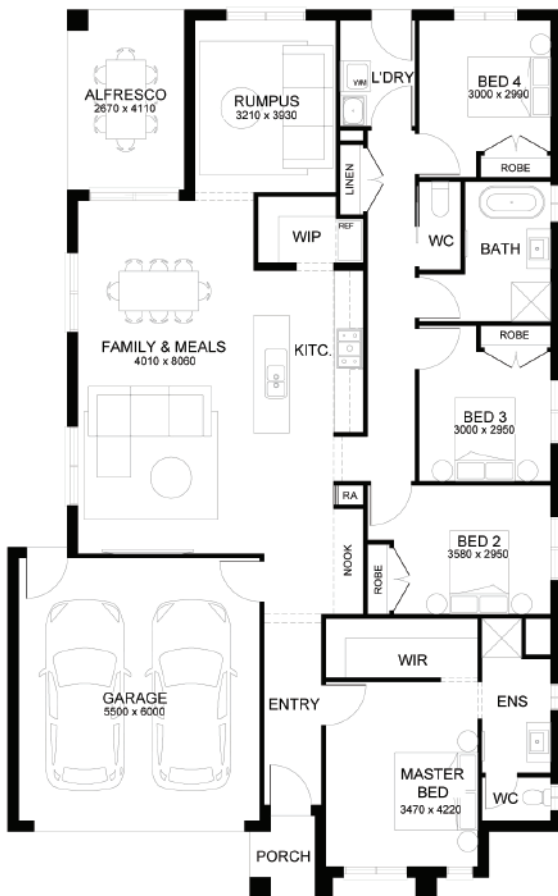 ALFRESCO
2670 x 4110
RUMPUS
3210 x 3930
WM
L'DRY
BED 4
3000 x 2990
ROBE
LINEN
WIP
REF
WC
BATH
FAMILY & MEALS
4010 x 8060
KITC.
ROBE
BED 3
3000 x 2950
RA
NOOK
ROBE
BED 2
3580 x 2950
WIR
ENS
GARAGE
5500 x 6000
ENTRY
MASTER
BED
3470 x 4220
WC
PORCH